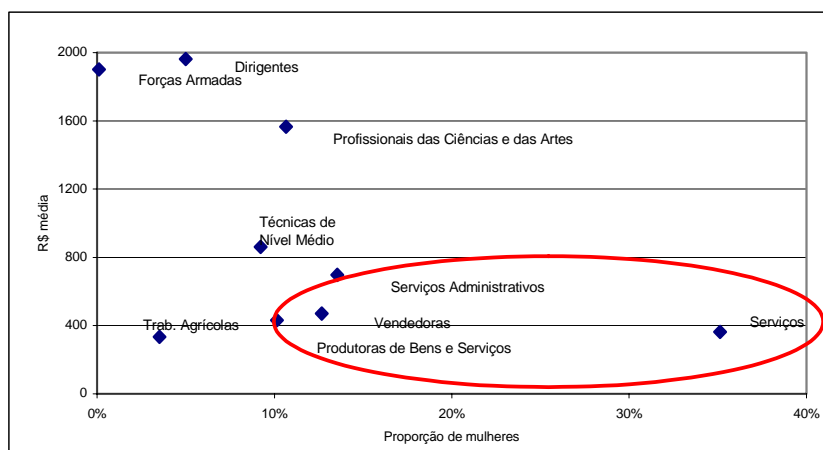 2000
1600
1200
800
400
0
R$ média
Dirigentes
Forças Armadas
Profissionais das Ciências e das Artes
Técnicas de
Nível Médio
Serviços Administrativos
Trab. Agrícolas
Vendedoras
Serviços
Produtoras de Bens e Serviços
0%
10%
20%
30%
40%
Proporção de mulheres